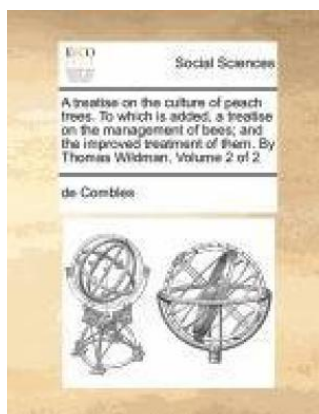 ECCO
Social Sciences
A treatise on the culture of peach
trees. To which is added, a treatise
on the management of bees; and
the improved treatment of them. By
Thomas Wildman, Volume 2 of 2
de Combles